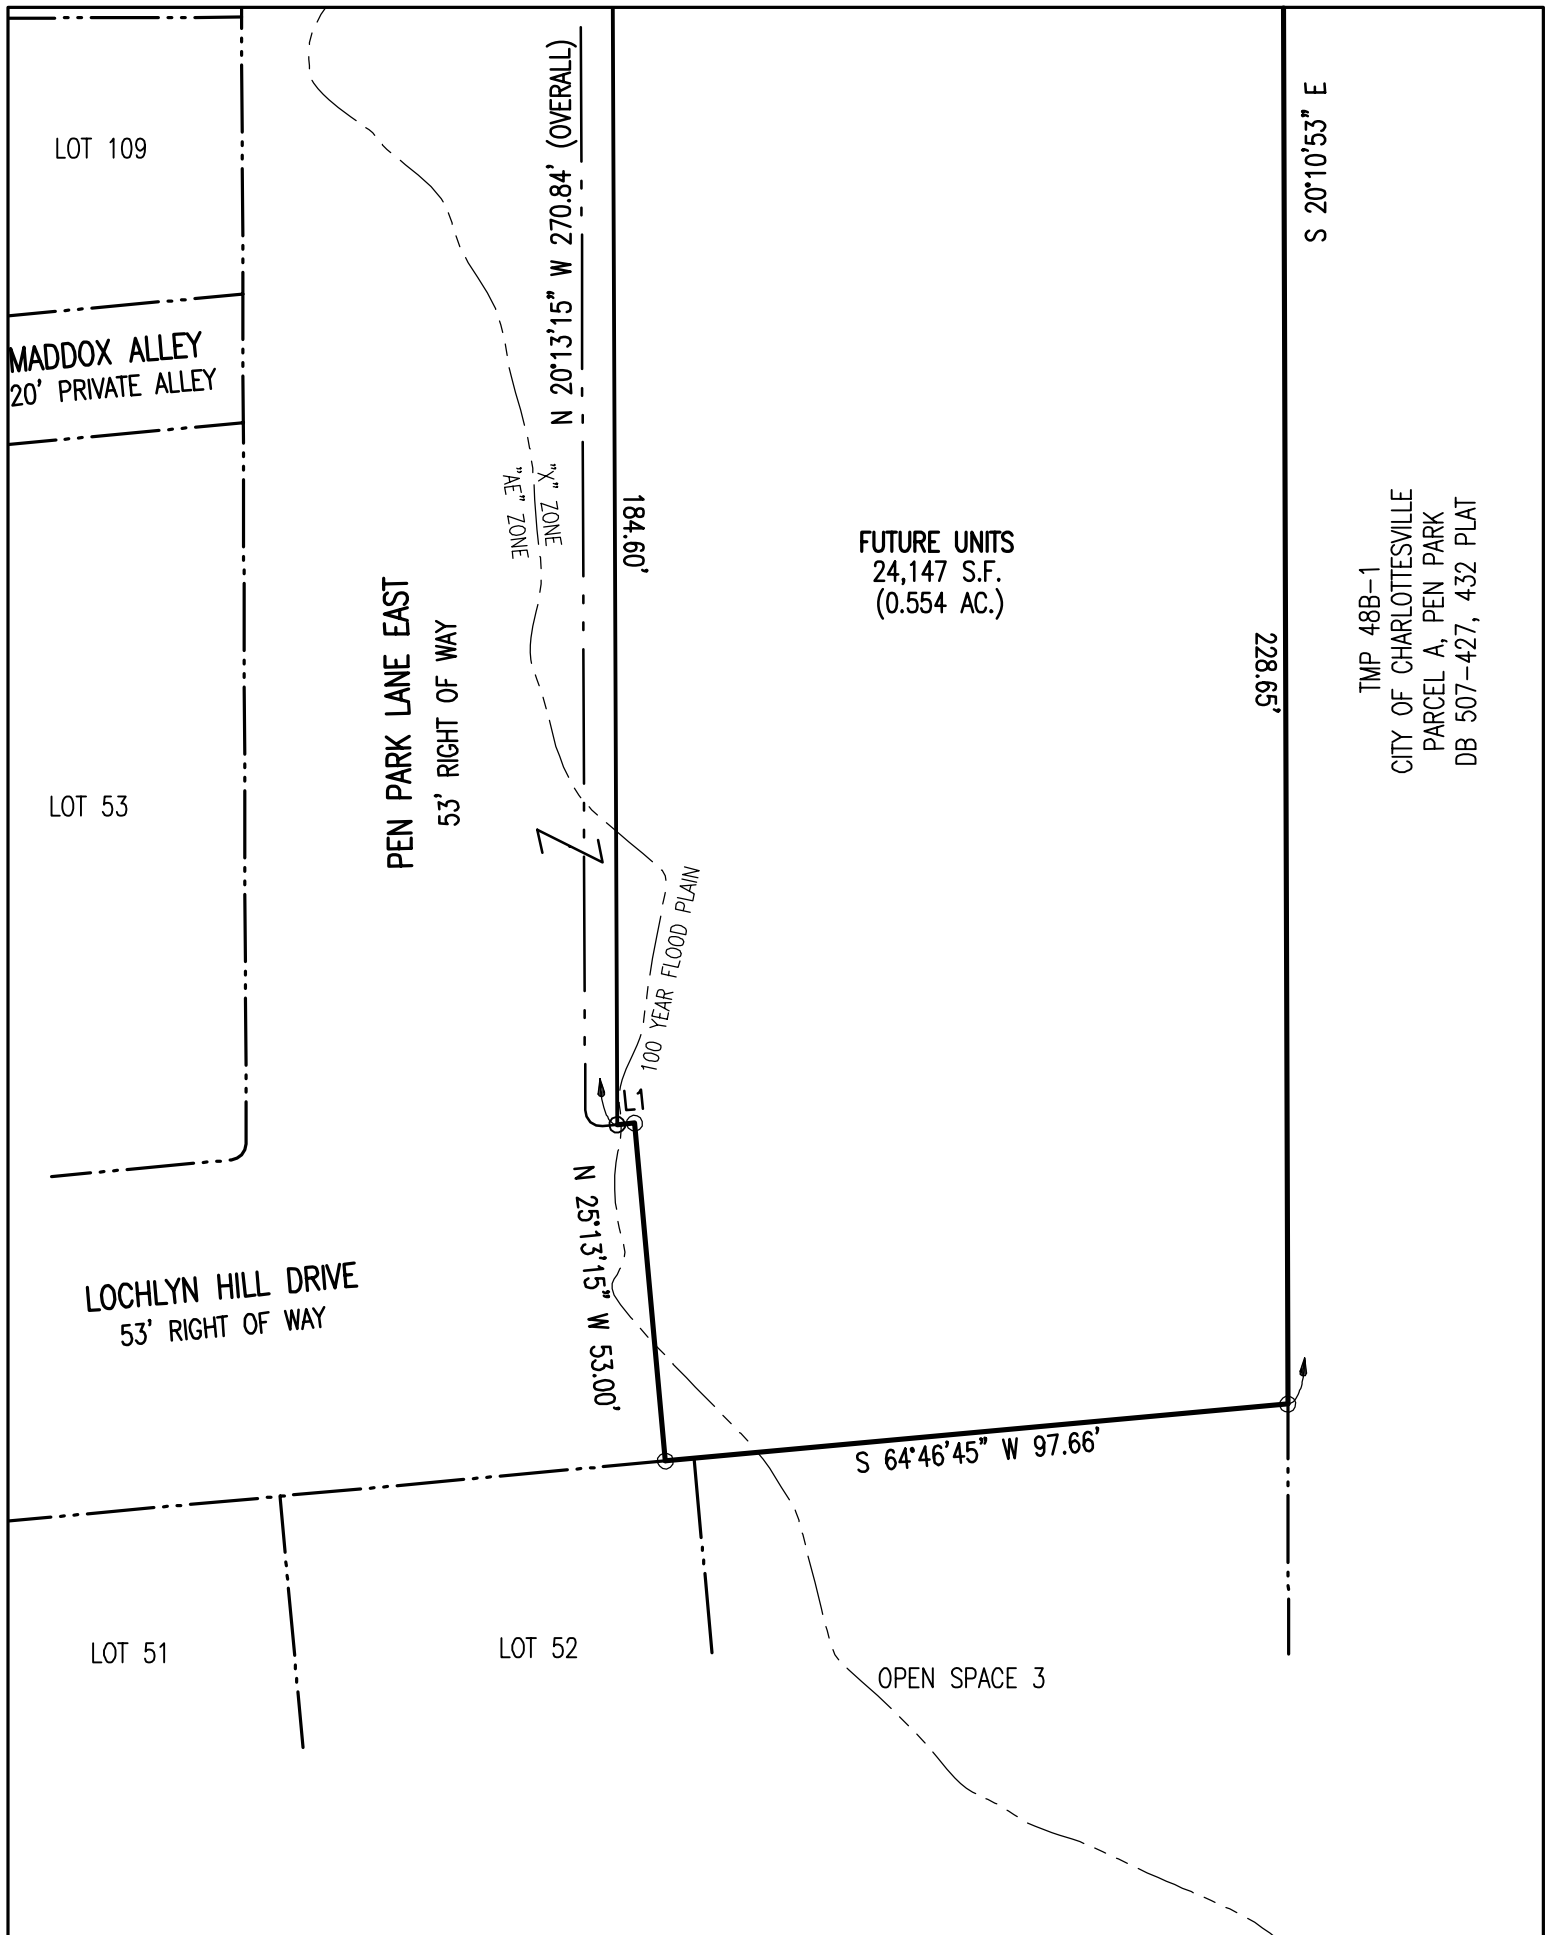 LOT 109
N 20°13'15" W 270.84' (OVERALL)
S 20°10'53" E
MADDOX ALLEY
20' PRIVATE ALLEY
"X" ZONE
"AE" ZONE
184.60'
FUTURE UNITS
24,147 S.F.
(0.554 AC.)
TMP 48B-1
CITY OF CHARLOTTESVILLE
PARCEL A, PEN PARK
DB 507-427, 432 PLAT
228.65'
PEN PARK LANE EAST
53' RIGHT OF WAY
LOT 53
100 YEAR FLOOD PLAIN
L1
N 25°13'15" W 53.00'
LOCHLYN HILL DRIVE
53' RIGHT OF WAY
S 64°46'45" W 97.66'
LOT 51
LOT 52
OPEN SPACE 3